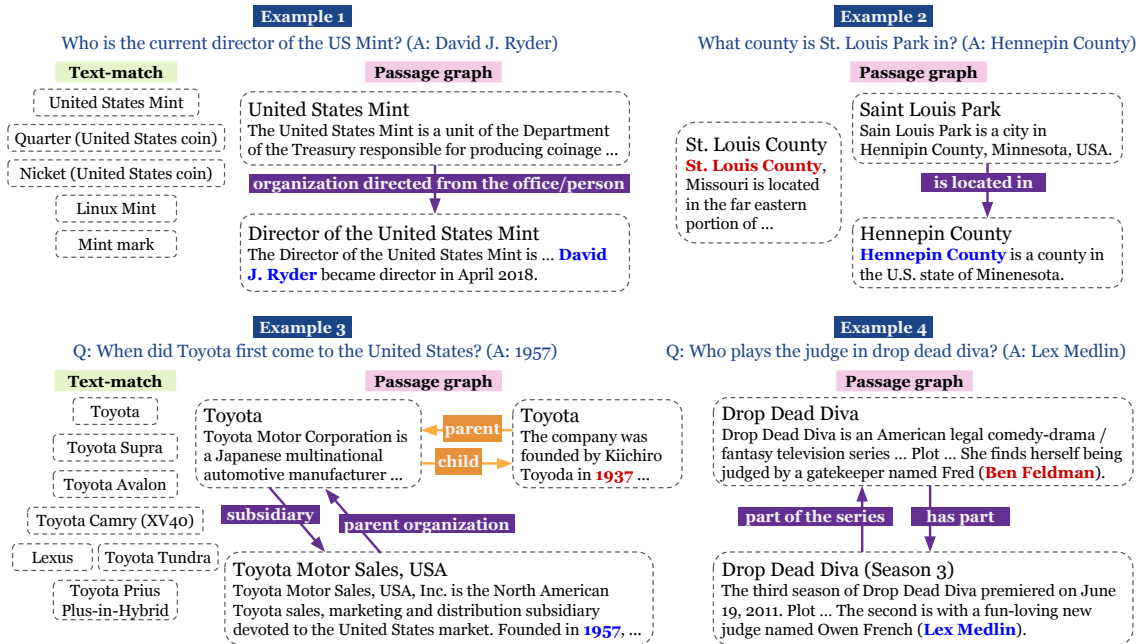 Example 1
Who is the current director of the US Mint? (A: David J. Ryder)
Text-match
United States Mint
Quarter (United States coin)
Nicket (United States coin)
Linux Mint
Mint mark
Passage graph
United States Mint
The United States Mint is a unit of the Department
of the Treasury responsible for producing coinage ...
organization directed from the office/person
Director of the United States Mint
The Director of the United States Mint is ... David
J. Ryder became director in April 2018.
Example 2
What county is St. Louis Park in? (A: Hennepin County)
Passage graph
St. Louis County
St. Louis County,
Missouri is located
in the far eastern
portion of ...
Saint Louis Park
Sain Louis Park is a city in
Hennipin County, Minnesota, USA.
is located in
Hennepin County
Hennepin County is a county in
the U.S. state of Minenesota.
Example 3
Q: When did Toyota first come to the United States? (A: 1957)
Text-match
Toyota
Toyota Supra
Toyota Avalon
Toyota Camry (XV40)
Lexus
Toyota Tundra
Toyota Prius
Plus-in-Hybrid
Passage graph
Toyota
Toyota Motor Corporation is
a Japanese multinational
automotive manufacturer ...
parent
child
Toyota
The company was
founded by Kiichiro
Toyoda in 1937 ...
subsidiary
parent organization
Toyota Motor Sales, USA
Toyota Motor Sales, USA, Inc. is the North American
Toyota sales, marketing and distribution subsidiary
devoted to the United States market. Founded in 1957, ...
Example 4
Q: Who plays the judge in drop dead diva? (A: Lex Medlin)
Passage graph
Drop Dead Diva
Drop Dead Diva is an American legal comedy-drama /
fantasy television series ... Plot ... She finds herself being
judged by a gatekeeper named Fred (Ben Feldman).
part of the series
has part
Drop Dead Diva (Season 3)
The third season of Drop Dead Diva premiered on June
19, 2011. Plot ... The second is with a fun-loving new
judge named Owen French (Lex Medlin).